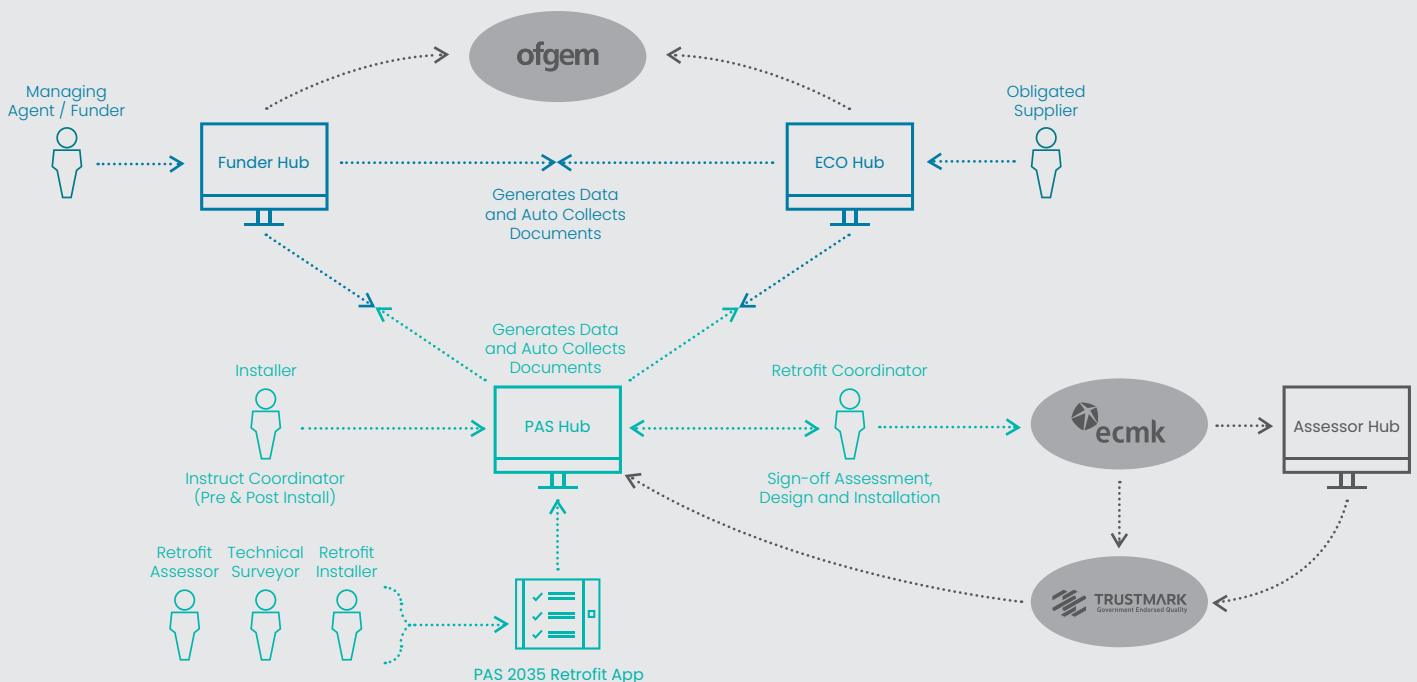 ofgem
Managing
Agent / Funder
Obligated
Supplier
Funder Hub
ECO Hub
Generates Data
and Auto Collects
Documents
Generates Data
and Auto Collects
Documents
Installer
Retrofit Coordinator
PAS Hub
ecmk
Assessor Hub
Instruct Coordinator
(Pre & Post Install)
Sign-off Assessment,
Design and Installation
Retrofit
Assessor
Technical
Surveyor
Retrofit
Installer
TRUSTMARK
Government Endorsed Quality
PAS 2035 Retrofit App